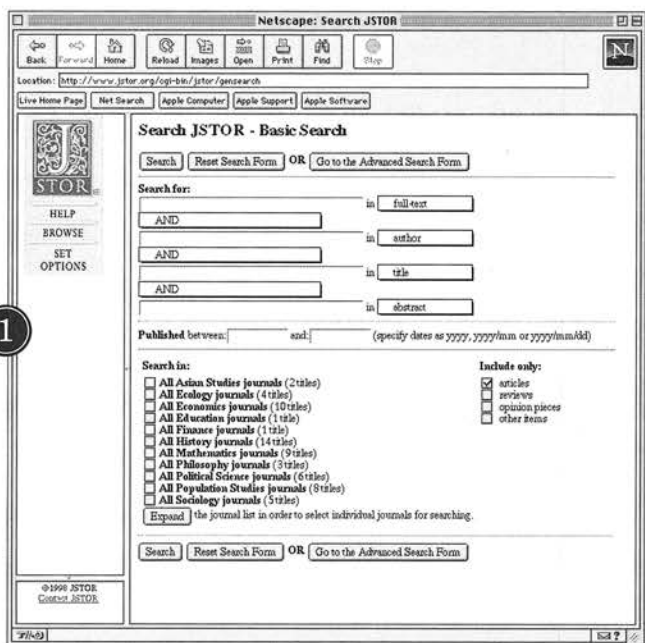 Netscape: Search JSTOR
Back Forward Home Reload Images Open Print Find Stop
N
Location: http://www.jstor.org/cgi-bin/jstor/gensearch
Live Home Page Net Search Apple Computer Apple Support Apple Software
JSTOR
HELP
BROWSE
SET
OPTIONS
1
Search JSTOR - Basic Search
Search Reset Search Form OR Go to the Advanced Search Form
Search for:
in full-text
AND
in author
AND
in title
AND
in abstract
Published between: and: (specify dates as yyyy, yyyy/mm or yyyy/mm/dd)
Search in:
All Asian Studies journals (2 titles)
All Ecology journals (4 titles)
All Economics journals (10 titles)
All Education journals (1 title)
All Finance journals (1 title)
All History journals (14 titles)
All Mathematics journals (9 titles)
All Philosophy journals (3 titles)
All Political Science journals (6 titles)
All Population Studies journals (8 titles)
All Sociology journals (5 titles)
Expand the journal list in order to select individual journals for searching.
Include only:
articles
reviews
opinion pieces
other items
Search Reset Search Form OR Go to the Advanced Search Form
©1998 JSTOR
Contact JSTOR
?